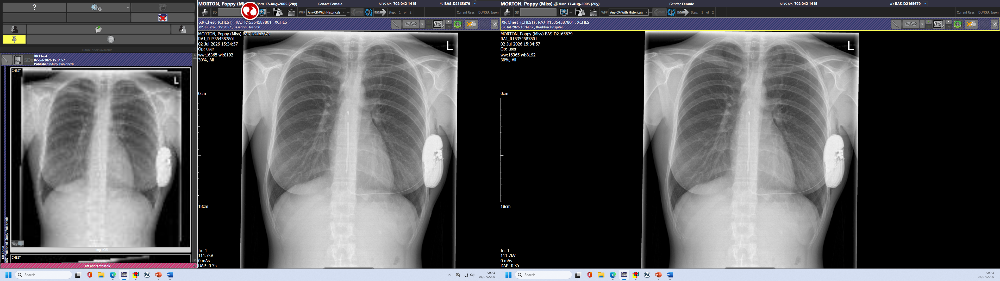 ?
Future priors available
XR Chest
SDs
02-Jul-2026 15:34:57
Published (Study-Published)
CHEST
L
1 img. (CR)
CHEST
Past priors available
MORTON, Poppy (Mi Born 17-Aug-2005 (20y) Gender Female NHS No. 702 042 1415 ID BAS-D2165679
SD WFP Any-CR-With Historicals NEXT Step: 1 of 2 Current User: DUNGU, Jason
XR Chest (CHEST) , RAJ_R15354587801 , XCHES
02-Jul-2026 15:34:57 , Basildon Hospital
MORTON, Poppy (Miss) BAS-D2165679
RAJ_R15354587801
02-Jul-2026 15:34:57
Op: user
ww:16365 wl:8192
30%, All
L
0cm
18cm
In: 1
111.7kV
0 mAs
DAP: 0.35
MORTON, Poppy (Miss) Born 17-Aug-2005 (20y) Gender Female NHS No. 702 042 1415 ID BAS-D2165679
SD WFP Any-CR-With Historicals NEXT Step: 1 of 2 Current User: DUNGU, Jason
XR Chest (CHEST) , RAJ_R15354587801 , XCHES
02-Jul-2026 15:34:57 , Basildon Hospital
MORTON, Poppy (Miss) BAS-D2165679
RAJ_R15354587801
02-Jul-2026 15:34:57
Op: user
ww:16365 wl:8192
30%, All
L
0cm
18cm
In: 1
111.7kV
0 mAs
DAP: 0.35
Search
09:42
07/07/2026
Search
09:42
07/07/2026